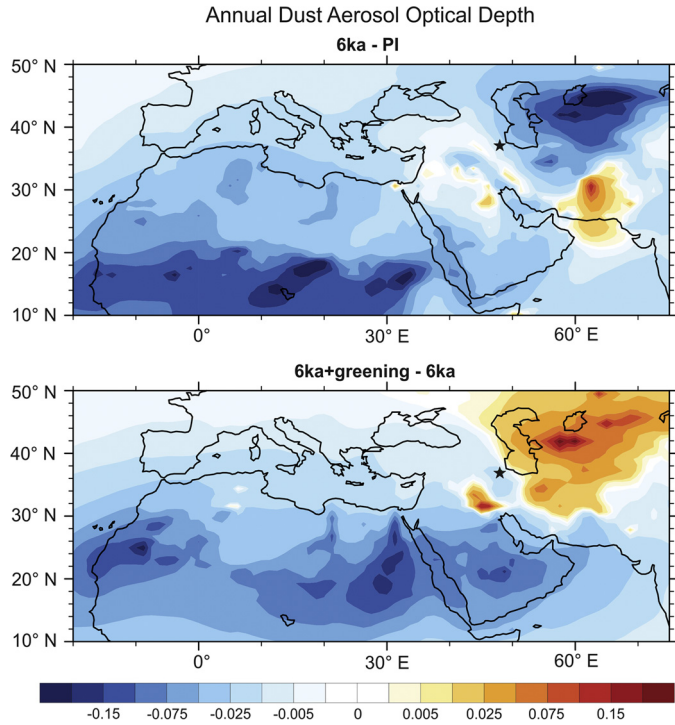 Annual Dust Aerosol Optical Depth
6ka - PI
50° N
40° N
30° N
20° N
10° N
0° 30° E 60° E
6ka+greening - 6ka
50° N
40° N
30° N
20° N
10° N
0° 30° E 60° E
-0.15 -0.075 -0.025 -0.005 0 0.005 0.025 0.075 0.15